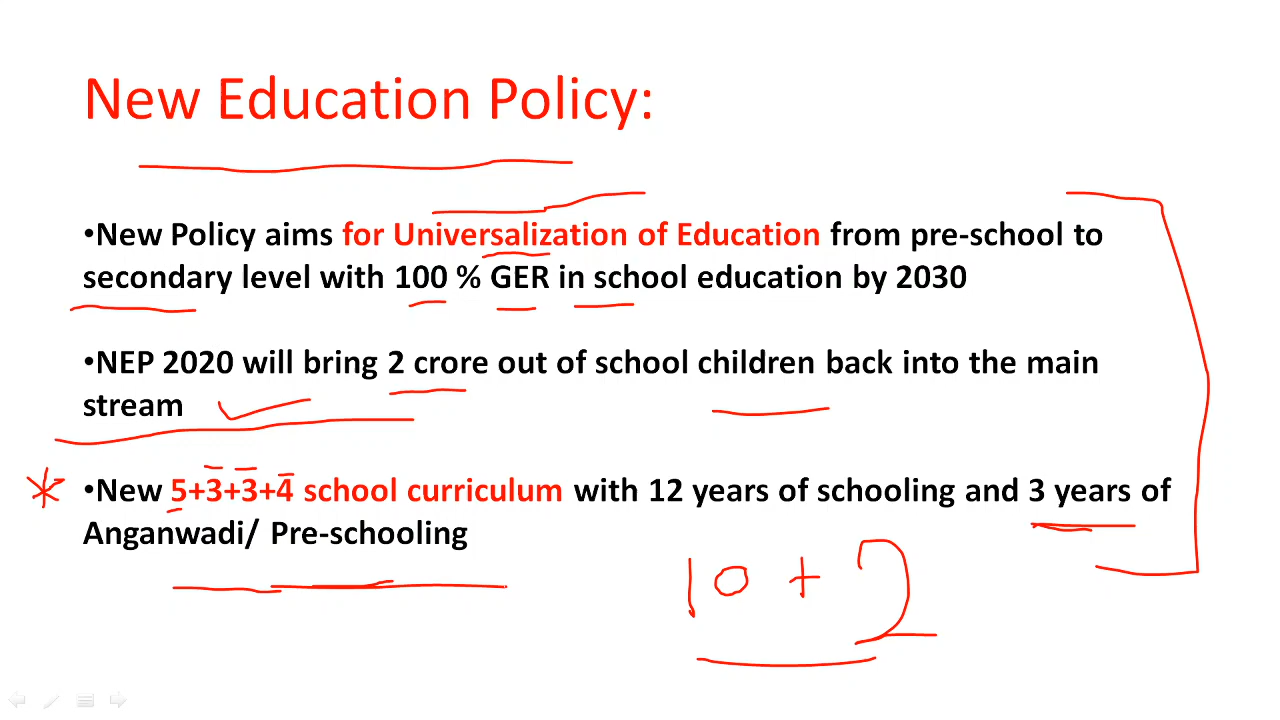 New Education Policy:
•New Policy aims for Universalization of Education from pre-school to
secondary level with 100 % GER in school education by 2030
•NEP 2020 will bring 2 crore out of school children back into the main
stream
•New 5+3+3+4 school curriculum with 12 years of schooling and 3 years of
Anganwadi/ Pre-schooling
10 + 2